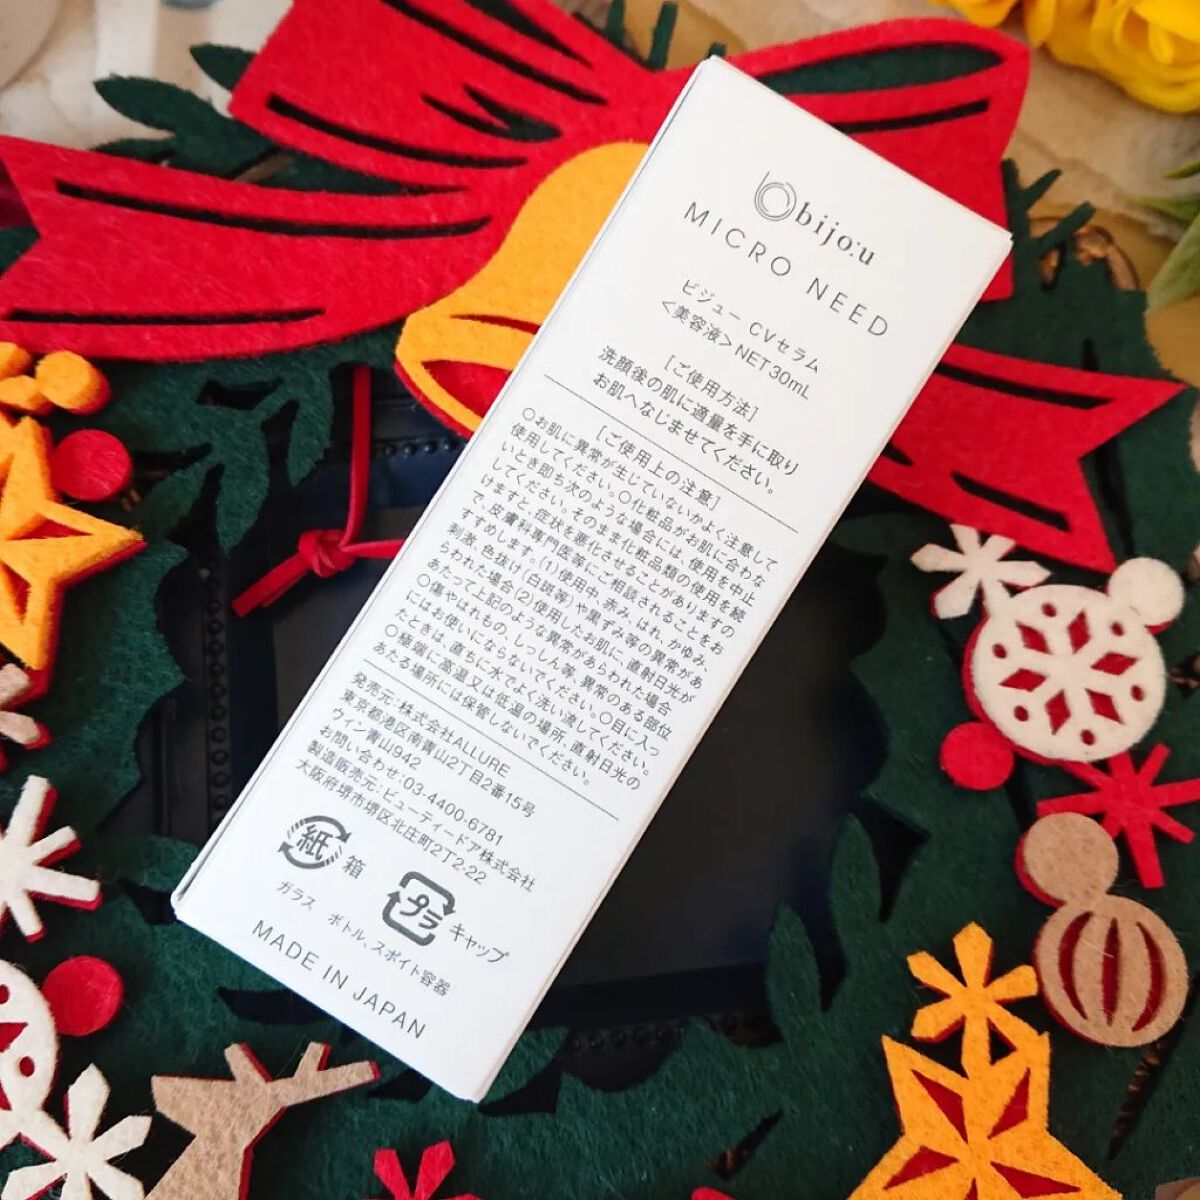 bijo:u
MICRO NEED
ビジュー CVセラム
＜美容液＞NET30mL
[ご使用方法]
洗顔後の肌に適量を手に取り
お肌へなじませてください。
[ご使用上の注意]
○お肌に異常が生じていないかよく注意して
使用してください。○化粧品がお肌に合わな
いとき即ち次のような場合には、使用を中止
してください。そのまま化粧品類の使用を続
けますと、症状を悪化させることがありますの
で、皮膚科専門医等にご相談されることをお
すすめします。(1)使用中、赤み、はれ、かゆみ、
刺激、色抜け(白斑等)や黒ずみ等の異常があ
らわれた場合(2)使用したお肌に、直射日光が
あたって上記のような異常があらわれた場合
○傷やはれもの、しっしん等、異常のある部位
にはお使いにならないでください。○目に入っ
たときは、直ちに水でよく洗い流してください。
○極端に高温又は低温の場所、直射日光の
あたる場所には保管しないでください。
発売元:株式会社ALLURE
東京都港区南青山2丁目2番15号
ウィン青山942
お問い合わせ:03-4400-6781
製造販売元:ビューティードア株式会社
大阪府堺市堺区北庄町2丁2-22
紙 箱
プラ キャップ
ガラス ボトル、スポイト容器
MADE IN JAPAN